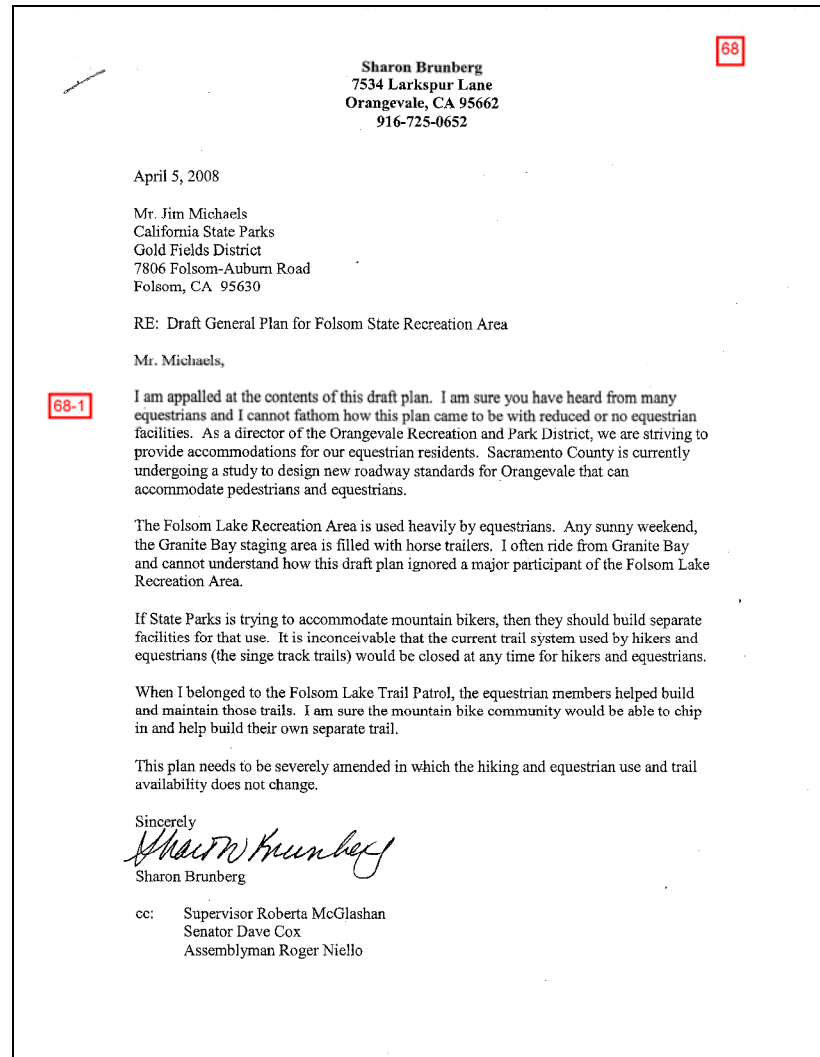 68
Sharon Brunberg
7534 Larkspur Lane
Orangevale, CA 95662
916-725-0652
April 5, 2008
Mr. Jim Michaels
California State Parks
Gold Fields District
7806 Folsom-Auburn Road
Folsom, CA 95630
RE: Draft General Plan for Folsom State Recreation Area
Mr. Michaels,
68-1
I am appalled at the contents of this draft plan. I am sure you have heard from many
equestrians and I cannot fathom how this plan came to be with reduced or no equestrian
facilities. As a director of the Orangevale Recreation and Park District, we are striving to
provide accommodations for our equestrian residents. Sacramento County is currently
undergoing a study to design new roadway standards for Orangevale that can
accommodate pedestrians and equestrians.
The Folsom Lake Recreation Area is used heavily by equestrians. Any sunny weekend,
the Granite Bay staging area is filled with horse trailers. I often ride from Granite Bay
and cannot understand how this draft plan ignored a major participant of the Folsom Lake
Recreation Area.
If State Parks is trying to accommodate mountain bikers, then they should build separate
facilities for that use. It is inconceivable that the current trail system used by hikers and
equestrians (the singe track trails) would be closed at any time for hikers and equestrians.
When I belonged to the Folsom Lake Trail Patrol, the equestrian members helped build
and maintain those trails. I am sure the mountain bike community would be able to chip
in and help build their own separate trail.
This plan needs to be severely amended in which the hiking and equestrian use and trail
availability does not change.
Sincerely
Sharon Brunberg
Sharon Brunberg
cc: Supervisor Roberta McGlashan
Senator Dave Cox
Assemblyman Roger Niello